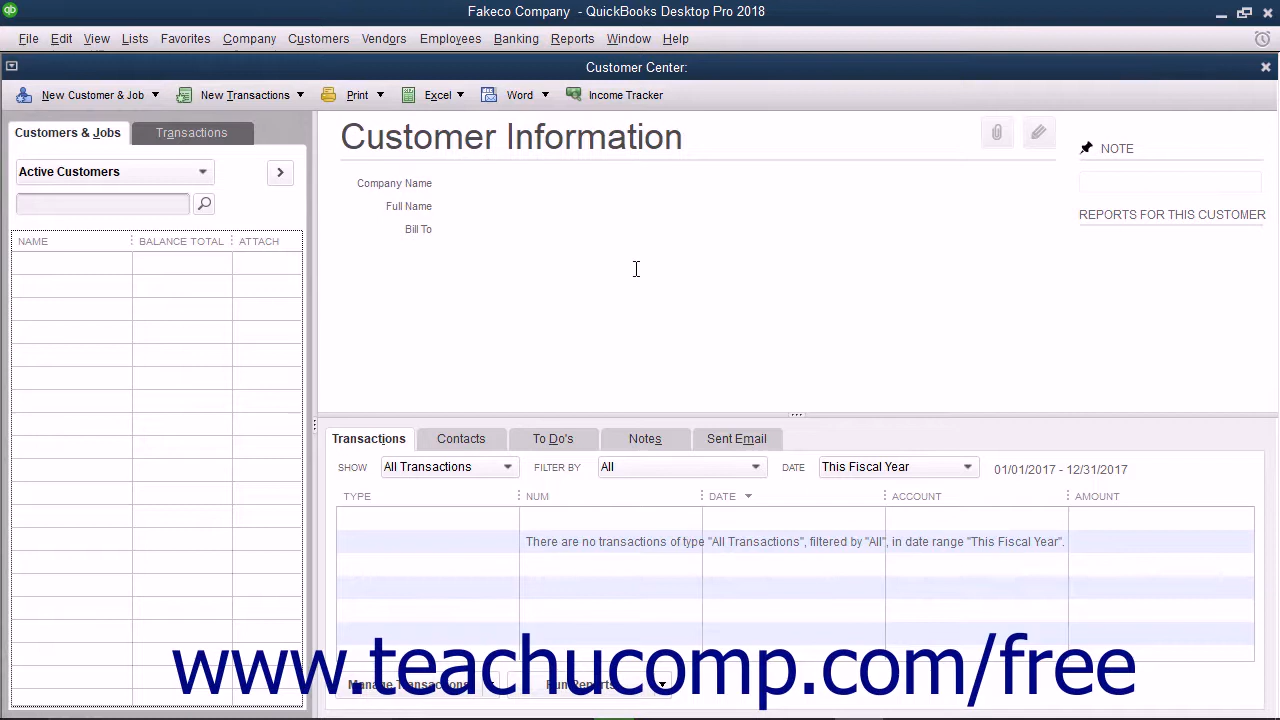 Fakeco Company - QuickBooks Desktop Pro 2018
File Edit View Lists Favorites Company Customers Vendors Employees Banking Reports Window Help
Customer Center:
New Customer & Job New Transactions Print Excel Word Income Tracker
Customers & Jobs Transactions
Active Customers
NAME BALANCE TOTAL ATTACH
Customer Information
Company Name
Full Name
Bill To
NOTE
REPORTS FOR THIS CUSTOMER
Transactions Contacts To Do's Notes Sent Email
SHOW All Transactions FILTER BY All DATE This Fiscal Year 01/01/2017 - 12/31/2017
TYPE NUM DATE ACCOUNT AMOUNT
There are no transactions of type "All Transactions", filtered by "All", in date range "This Fiscal Year".
Manage Transactions Run Reports
www.teachucomp.com/free